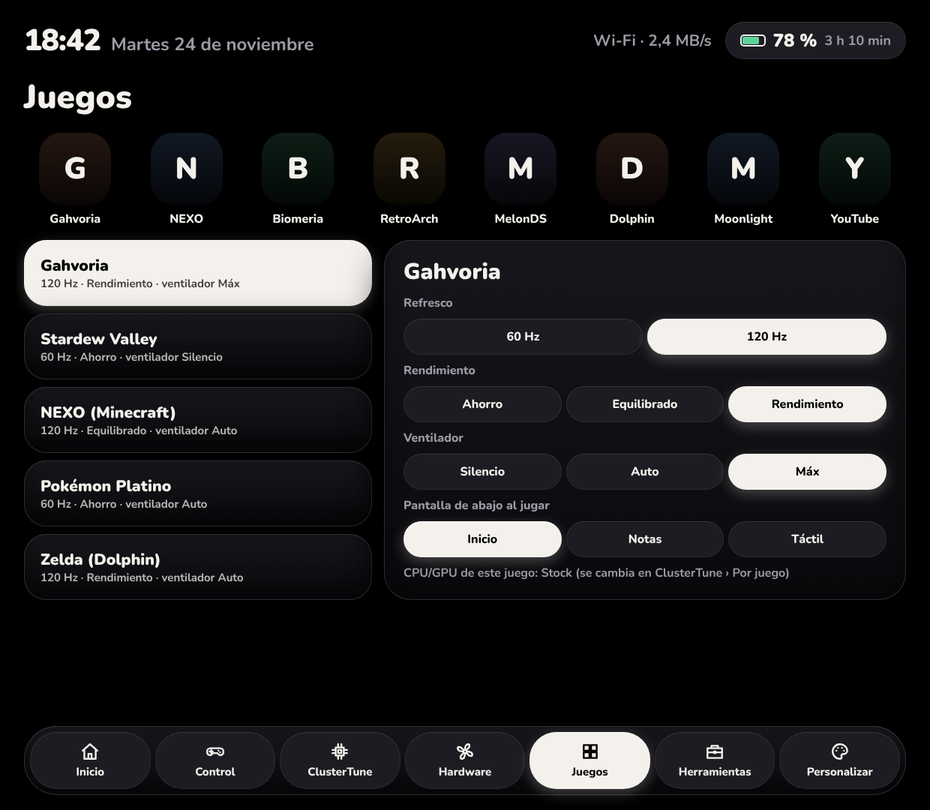 18:42 Martes 24 de noviembre
Wi-Fi · 2,4 MB/s
78 % 3 h 10 min
Juegos
G N B R M D M Y
Gahvoria NEXO Biomeria RetroArch MelonDS Dolphin Moonlight YouTube
Gahvoria
120 Hz · Rendimiento · ventilador Máx
Stardew Valley
60 Hz · Ahorro · ventilador Silencio
NEXO (Minecraft)
120 Hz · Equilibrado · ventilador Auto
Pokémon Platino
60 Hz · Ahorro · ventilador Auto
Zelda (Dolphin)
120 Hz · Rendimiento · ventilador Auto
Gahvoria
Refresco
60 Hz 120 Hz
Rendimiento
Ahorro Equilibrado Rendimiento
Ventilador
Silencio Auto Máx
Pantalla de abajo al jugar
Inicio Notas Táctil
CPU/GPU de este juego: Stock (se cambia en ClusterTune › Por juego)
Inicio Control ClusterTune Hardware Juegos Herramientas Personalizar